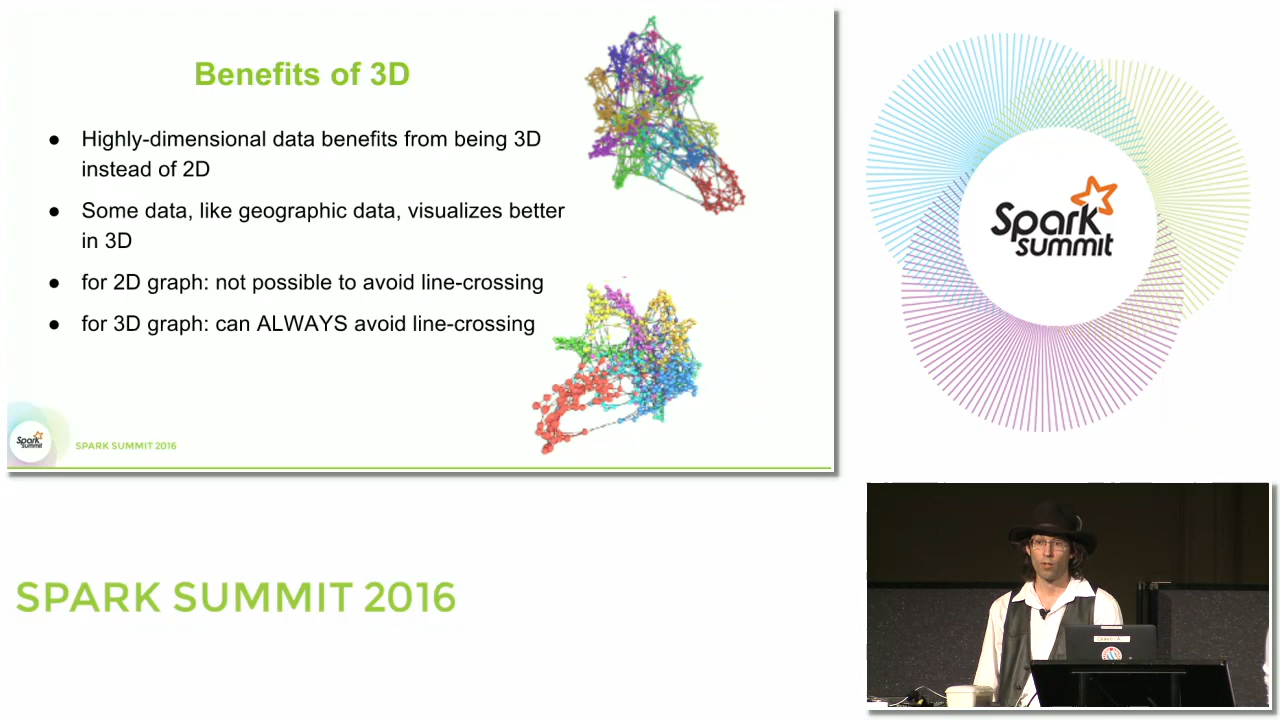 Benefits of 3D
● Highly-dimensional data benefits from being 3D
instead of 2D
● Some data, like geographic data, visualizes better
in 3D
● for 2D graph: not possible to avoid line-crossing
● for 3D graph: can ALWAYS avoid line-crossing
Spark
summit
SPARK SUMMIT 2016
Spark
summit
SPARK SUMMIT 2016